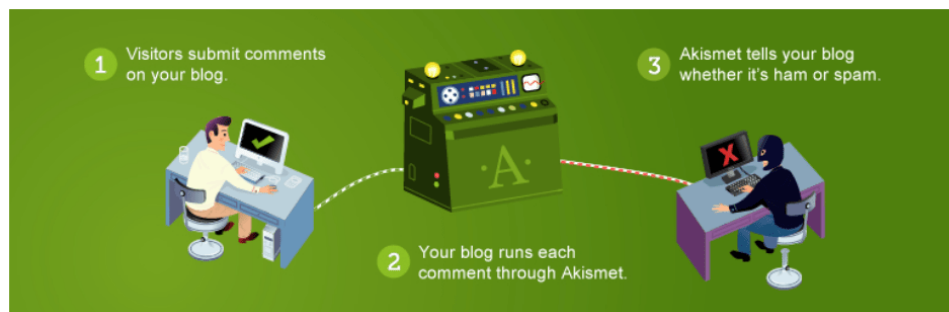 1
Visitors submit comments
on your blog.
A
2
Your blog runs each
comment through Akismet.
3
Akismet tells your blog
whether it's ham or spam.